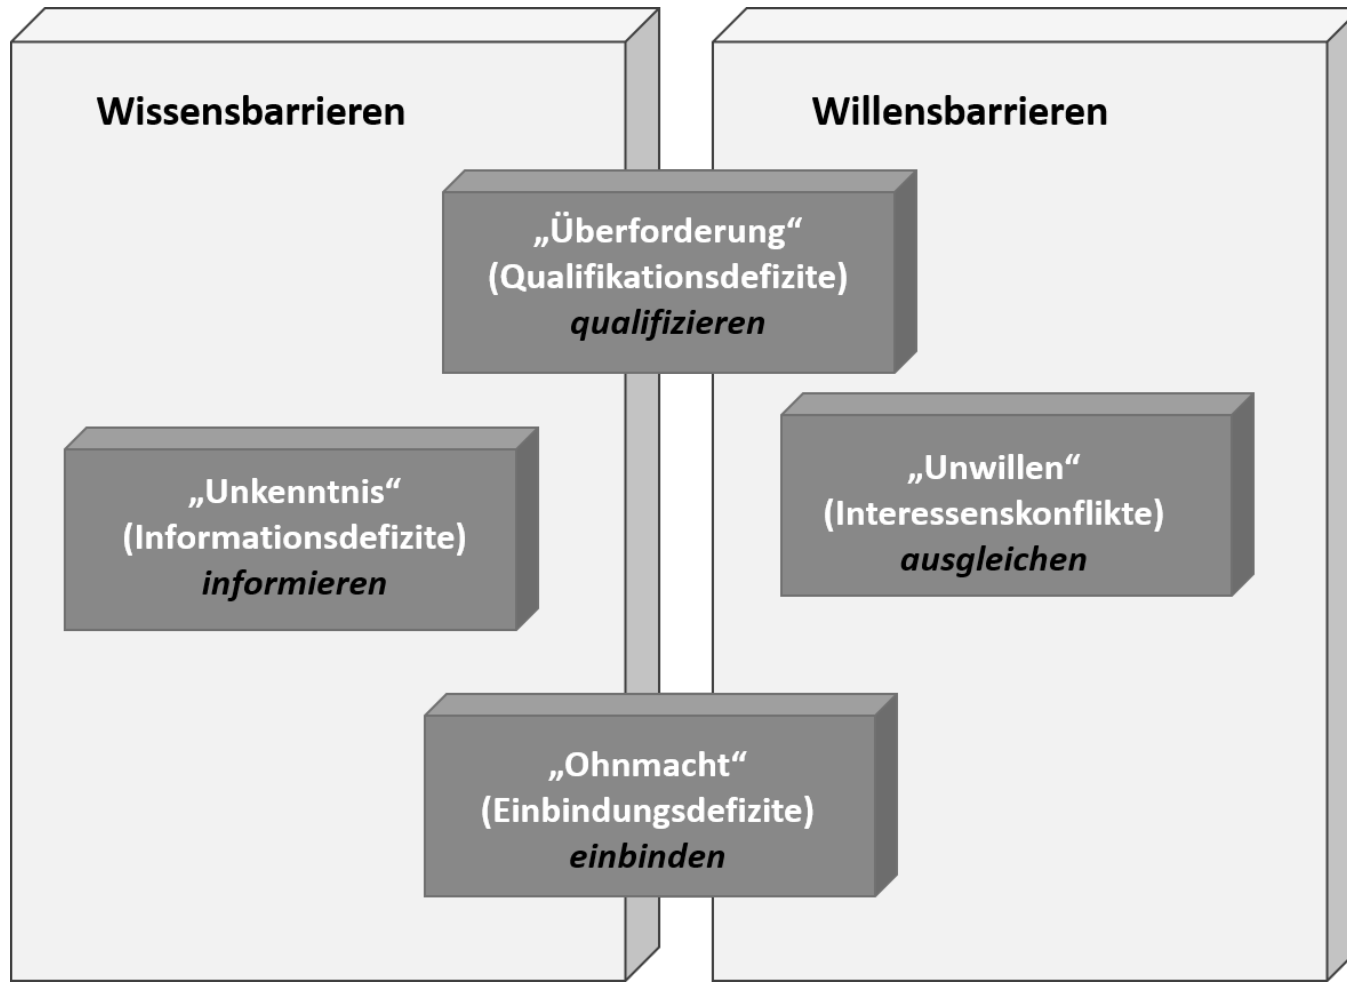 Wissensbarrieren
Willensbarrieren
„Überforderung“
(Qualifikationsdefizite)
qualifizieren
„Unkenntnis“
(Informationsdefizite)
informieren
„Unwillen“
(Interessenskonflikte)
ausgleichen
„Ohnmacht“
(Einbindungsdefizite)
einbinden